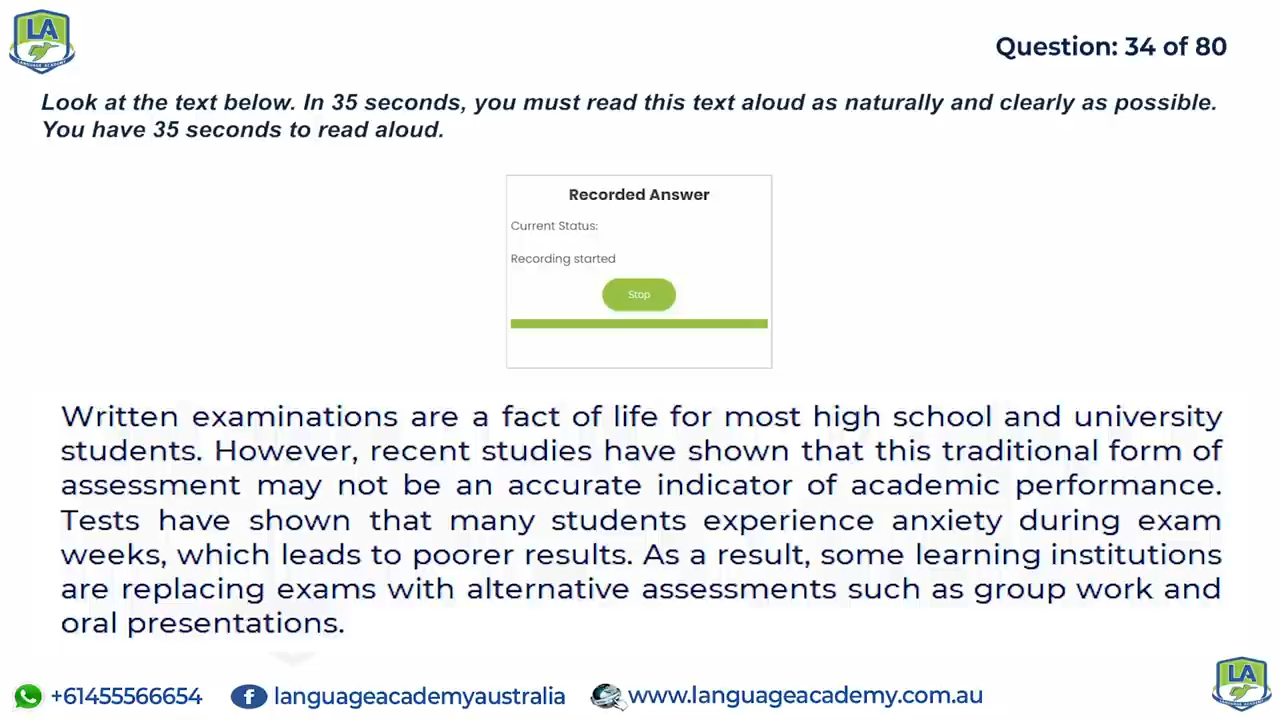 LA
LANGUAGE ACADEMY
Question: 34 of 80
Look at the text below. In 35 seconds, you must read this text aloud as naturally and clearly as possible.
You have 35 seconds to read aloud.
Recorded Answer
Current Status:
Recording started
Stop
Written examinations are a fact of life for most high school and university
students. However, recent studies have shown that this traditional form of
assessment may not be an accurate indicator of academic performance.
Tests have shown that many students experience anxiety during exam
weeks, which leads to poorer results. As a result, some learning institutions
are replacing exams with alternative assessments such as group work and
oral presentations.
+61455566654 languageacademyaustralia www.languageacademy.com.au
LA
LANGUAGE ACADEMY